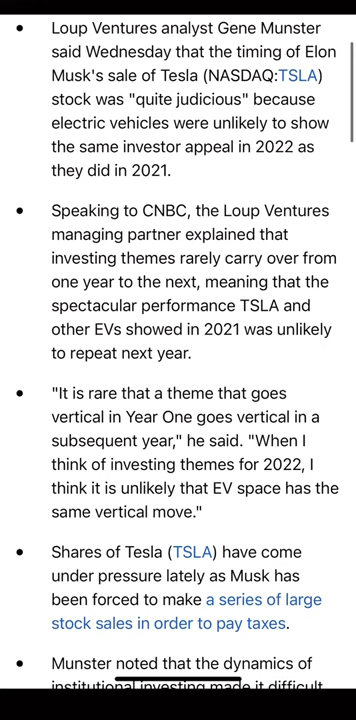 Loup Ventures analyst Gene Munster
said Wednesday that the timing of Elon
Musk's sale of Tesla (NASDAQ:TSLA)
stock was "quite judicious" because
electric vehicles were unlikely to show
the same investor appeal in 2022 as
they did in 2021.
Speaking to CNBC, the Loup Ventures
managing partner explained that
investing themes rarely carry over from
one year to the next, meaning that the
spectacular performance TSLA and
other EVs showed in 2021 was unlikely
to repeat next year.
"It is rare that a theme that goes
vertical in Year One goes vertical in a
subsequent year," he said. "When I
think of investing themes for 2022, I
think it is unlikely that EV space has the
same vertical move."
Shares of Tesla (TSLA) have come
under pressure lately as Musk has
been forced to make a series of large
stock sales in order to pay taxes.
Munster noted that the dynamics of
institutional investing made it difficult